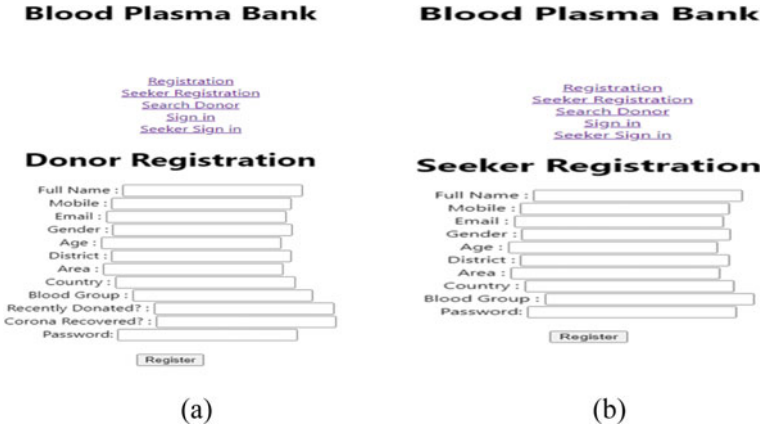 Blood Plasma Bank
Registration
Seeker Registration
Search Donor
Sign in
Seeker Sign in
Donor Registration
Full Name :
Mobile :
Email :
Gender :
Age :
District :
Area :
Country :
Blood Group :
Recently Donated? :
Corona Recovered? :
Password:
Register
(a)
Blood Plasma Bank
Registration
Seeker Registration
Search Donor
Sign in
Seeker Sign in
Seeker Registration
Full Name :
Mobile :
Email :
Gender :
Age :
District :
Area :
Country :
Blood Group :
Password:
Register
(b)